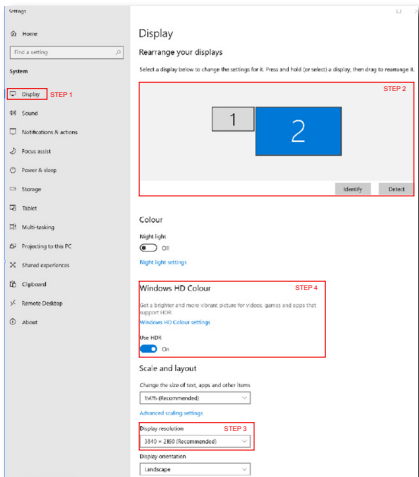 Settings
Home
Find a setting
System
Display STEP 1
Sound
Notifications & actions
Focus assist
Power & sleep
Storage
Tablet
Multi-tasking
Projecting to this PC
Shared experiences
Clipboard
Remote Desktop
About
Display
Rearrange your displays
Select a display below to change the settings for it. Press and hold (or select) a display, then drag to rearrange it.
STEP 2
1
2
Identify Detect
Colour
Night light
Off
Night light settings
Windows HD Colour STEP 4
Get a brighter and more vibrant picture for videos, games and apps that
support HDR.
Windows HD Colour settings
Use HDR
On
Scale and layout
Change the size of text, apps and other items
150% (Recommended)
Advanced scaling settings
Display resolution STEP 3
3840 × 2160 (Recommended)
Display orientation
Landscape